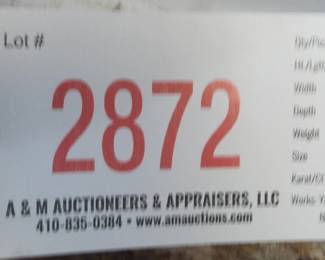 Lot #
2872
A & M AUCTIONEERS & APPRAISERS, LLC
410-835-0384 • www.amauctions.com
Width
Depth
Weight
Size